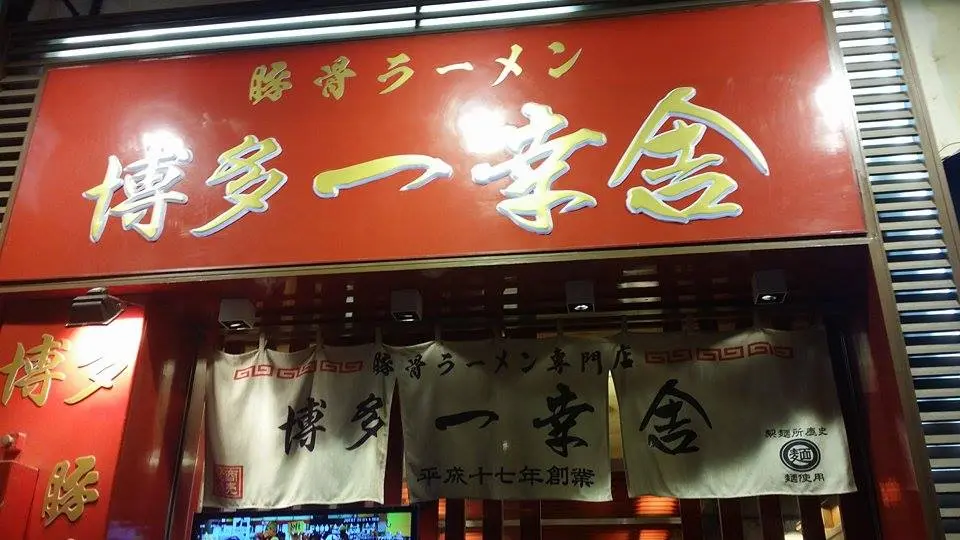 豚骨ラーメン
博多一幸舎
博多
豚
豚骨ラーメン専門店
博多一幸舎
平成十七年創業
製麺所慶史
麺
麺使用